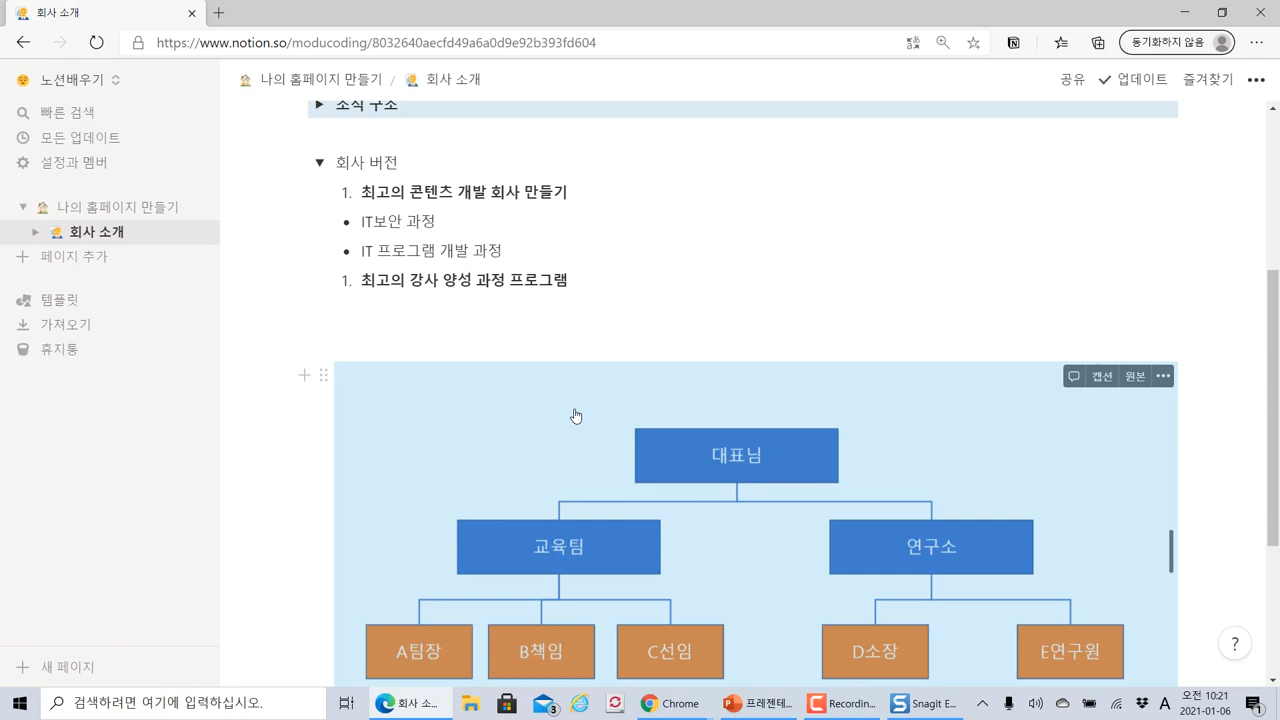 회사 소개
https://www.notion.so/moducoding/8032640aecfd49a6a0d9e92b393fd604
동기화하지 않음
노션배우기
나의 홈페이지 만들기 / 회사 소개
공유 업데이트 즐겨찾기
빠른 검색
모든 업데이트
설정과 멤버
나의 홈페이지 만들기
회사 소개
페이지 추가
템플릿
가져오기
휴지통
새 페이지
조직 구조
회사 버전
1. 최고의 콘텐츠 개발 회사 만들기
• IT보안 과정
• IT 프로그램 개발 과정
1. 최고의 강사 양성 과정 프로그램
캡션 원본
대표님
교육팀 연구소
A팀장 B책임 C선임 D소장 E연구원
?
검색하려면 여기에 입력하십시오.
회사 소... 3 Chrome 프레젠테... Recordin... Snagit E...
A 오전 10:21
2021-01-06
1